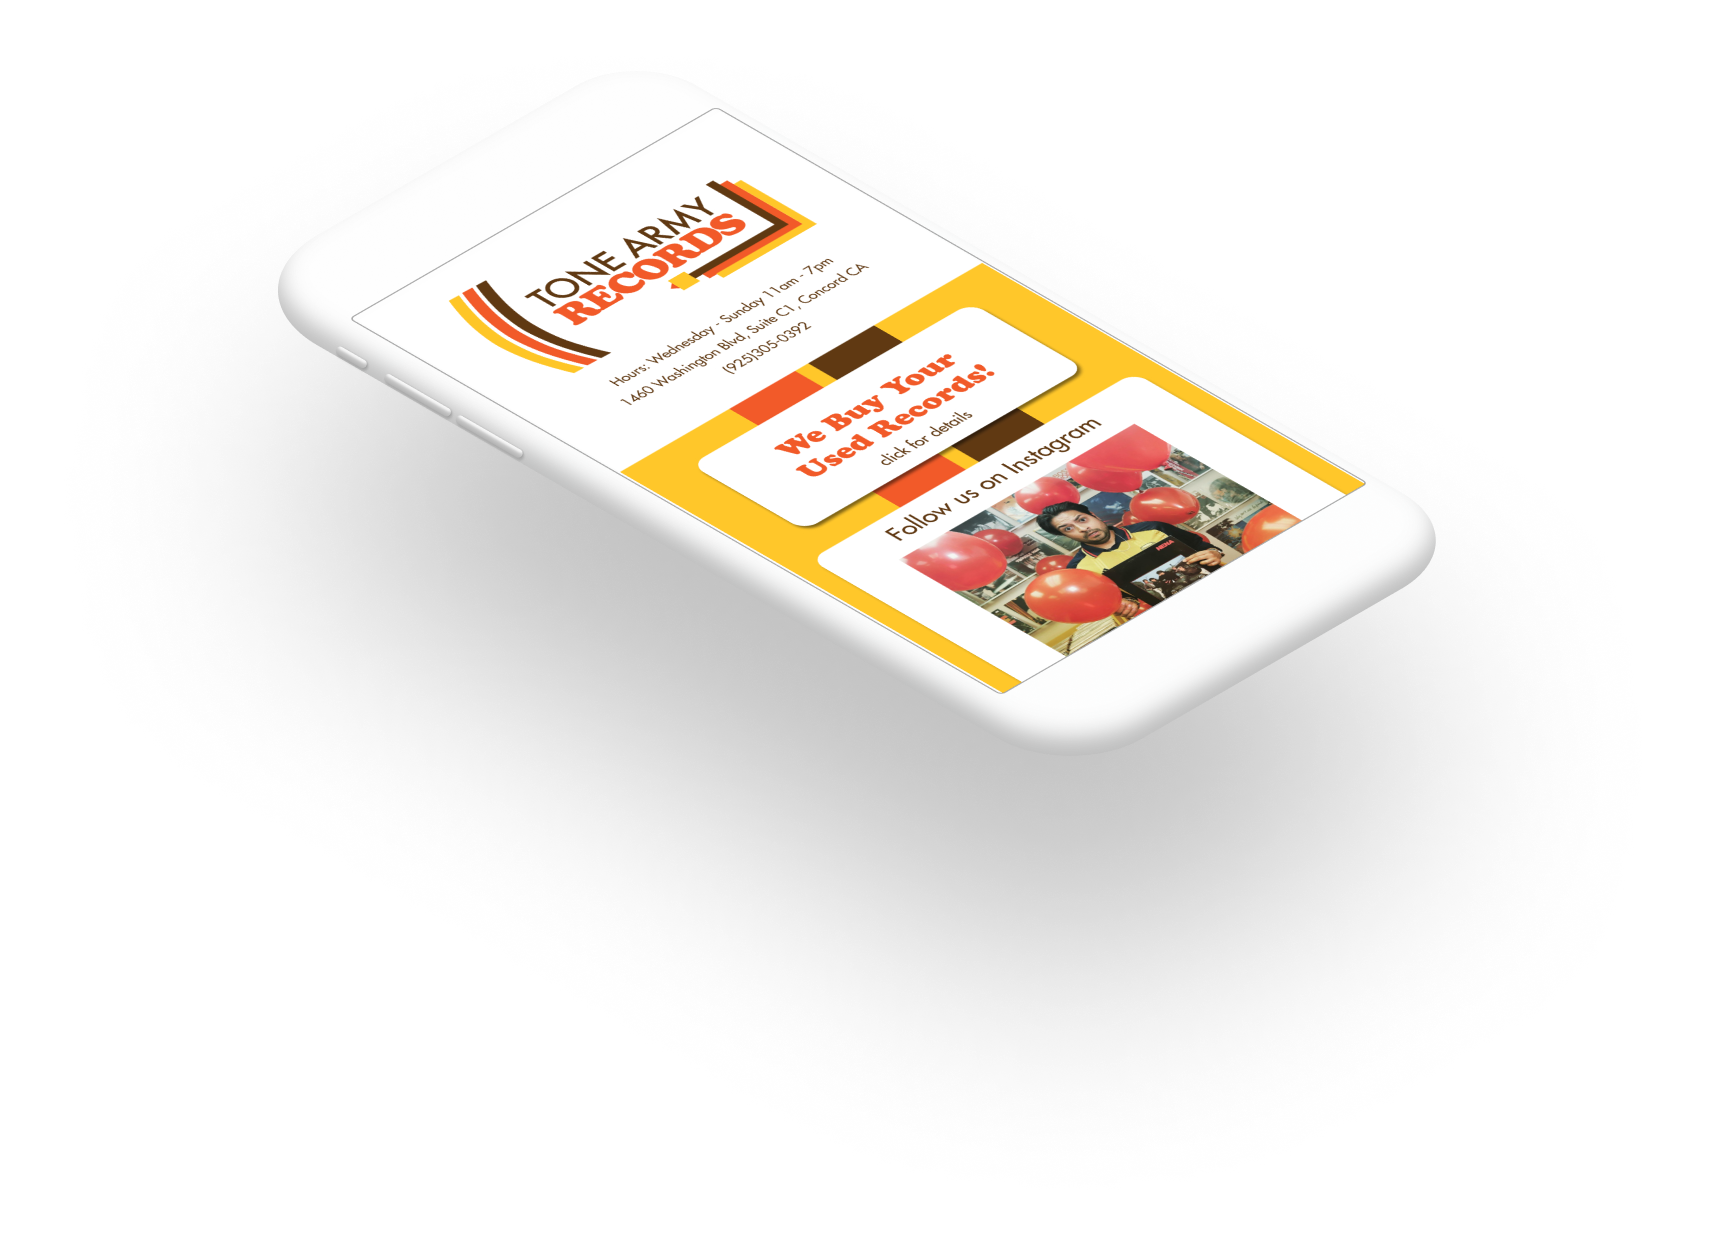 TONE ARMY
RECORDS
Hours: Wednesday - Sunday 11am - 7pm
1460 Washington Blvd, Suite C1, Concord CA
(925)305-0392
We Buy Your
Used Records!
click for details
Follow us on Instagram